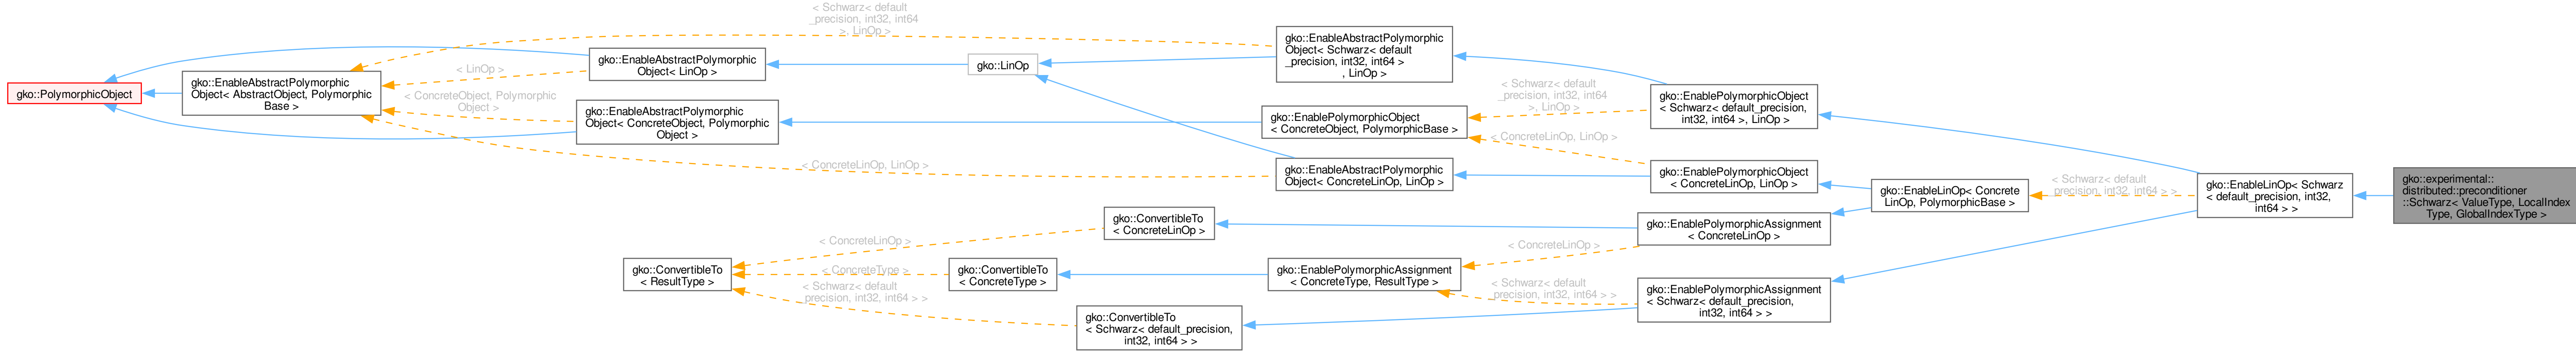 gko::PolymorphicObject
gko::EnableAbstractPolymorphic
Object< AbstractObject, Polymorphic
Base >
< Schwarz< default
_precision, int32, int64
>, LinOp >
< LinOp >
< ConcreteObject, Polymorphic
Object >
< ConcreteLinOp, LinOp >
gko::EnableAbstractPolymorphic
Object< LinOp >
gko::EnableAbstractPolymorphic
Object< ConcreteObject, Polymorphic
Object >
gko::LinOp
gko::EnableAbstractPolymorphic
Object< Schwarz< default
_precision, int32, int64 >
, LinOp >
gko::EnablePolymorphicObject
< ConcreteObject, PolymorphicBase >
gko::EnableAbstractPolymorphic
Object< ConcreteLinOp, LinOp >
< Schwarz< default
_precision, int32, int64
>, LinOp >
< ConcreteLinOp, LinOp >
gko::EnablePolymorphicObject
< Schwarz< default_precision,
int32, int64 >, LinOp >
gko::EnablePolymorphicObject
< ConcreteLinOp, LinOp >
gko::EnableLinOp< Concrete
LinOp, PolymorphicBase >
< Schwarz< default
_precision, int32, int64 > >
gko::EnableLinOp< Schwarz
< default_precision, int32,
int64 > >
gko::experimental::
distributed::preconditioner
::Schwarz< ValueType, LocalIndex
Type, GlobalIndexType >
gko::ConvertibleTo
< ResultType >
< ConcreteLinOp >
< ConcreteType >
< Schwarz< default
_precision, int32, int64 > >
gko::ConvertibleTo
< ConcreteLinOp >
gko::ConvertibleTo
< ConcreteType >
gko::ConvertibleTo
< Schwarz< default_precision,
int32, int64 > >
gko::EnablePolymorphicAssignment
< ConcreteType, ResultType >
< ConcreteLinOp >
< Schwarz< default
_precision, int32, int64 > >
gko::EnablePolymorphicAssignment
< ConcreteLinOp >
gko::EnablePolymorphicAssignment
< Schwarz< default_precision,
int32, int64 > >